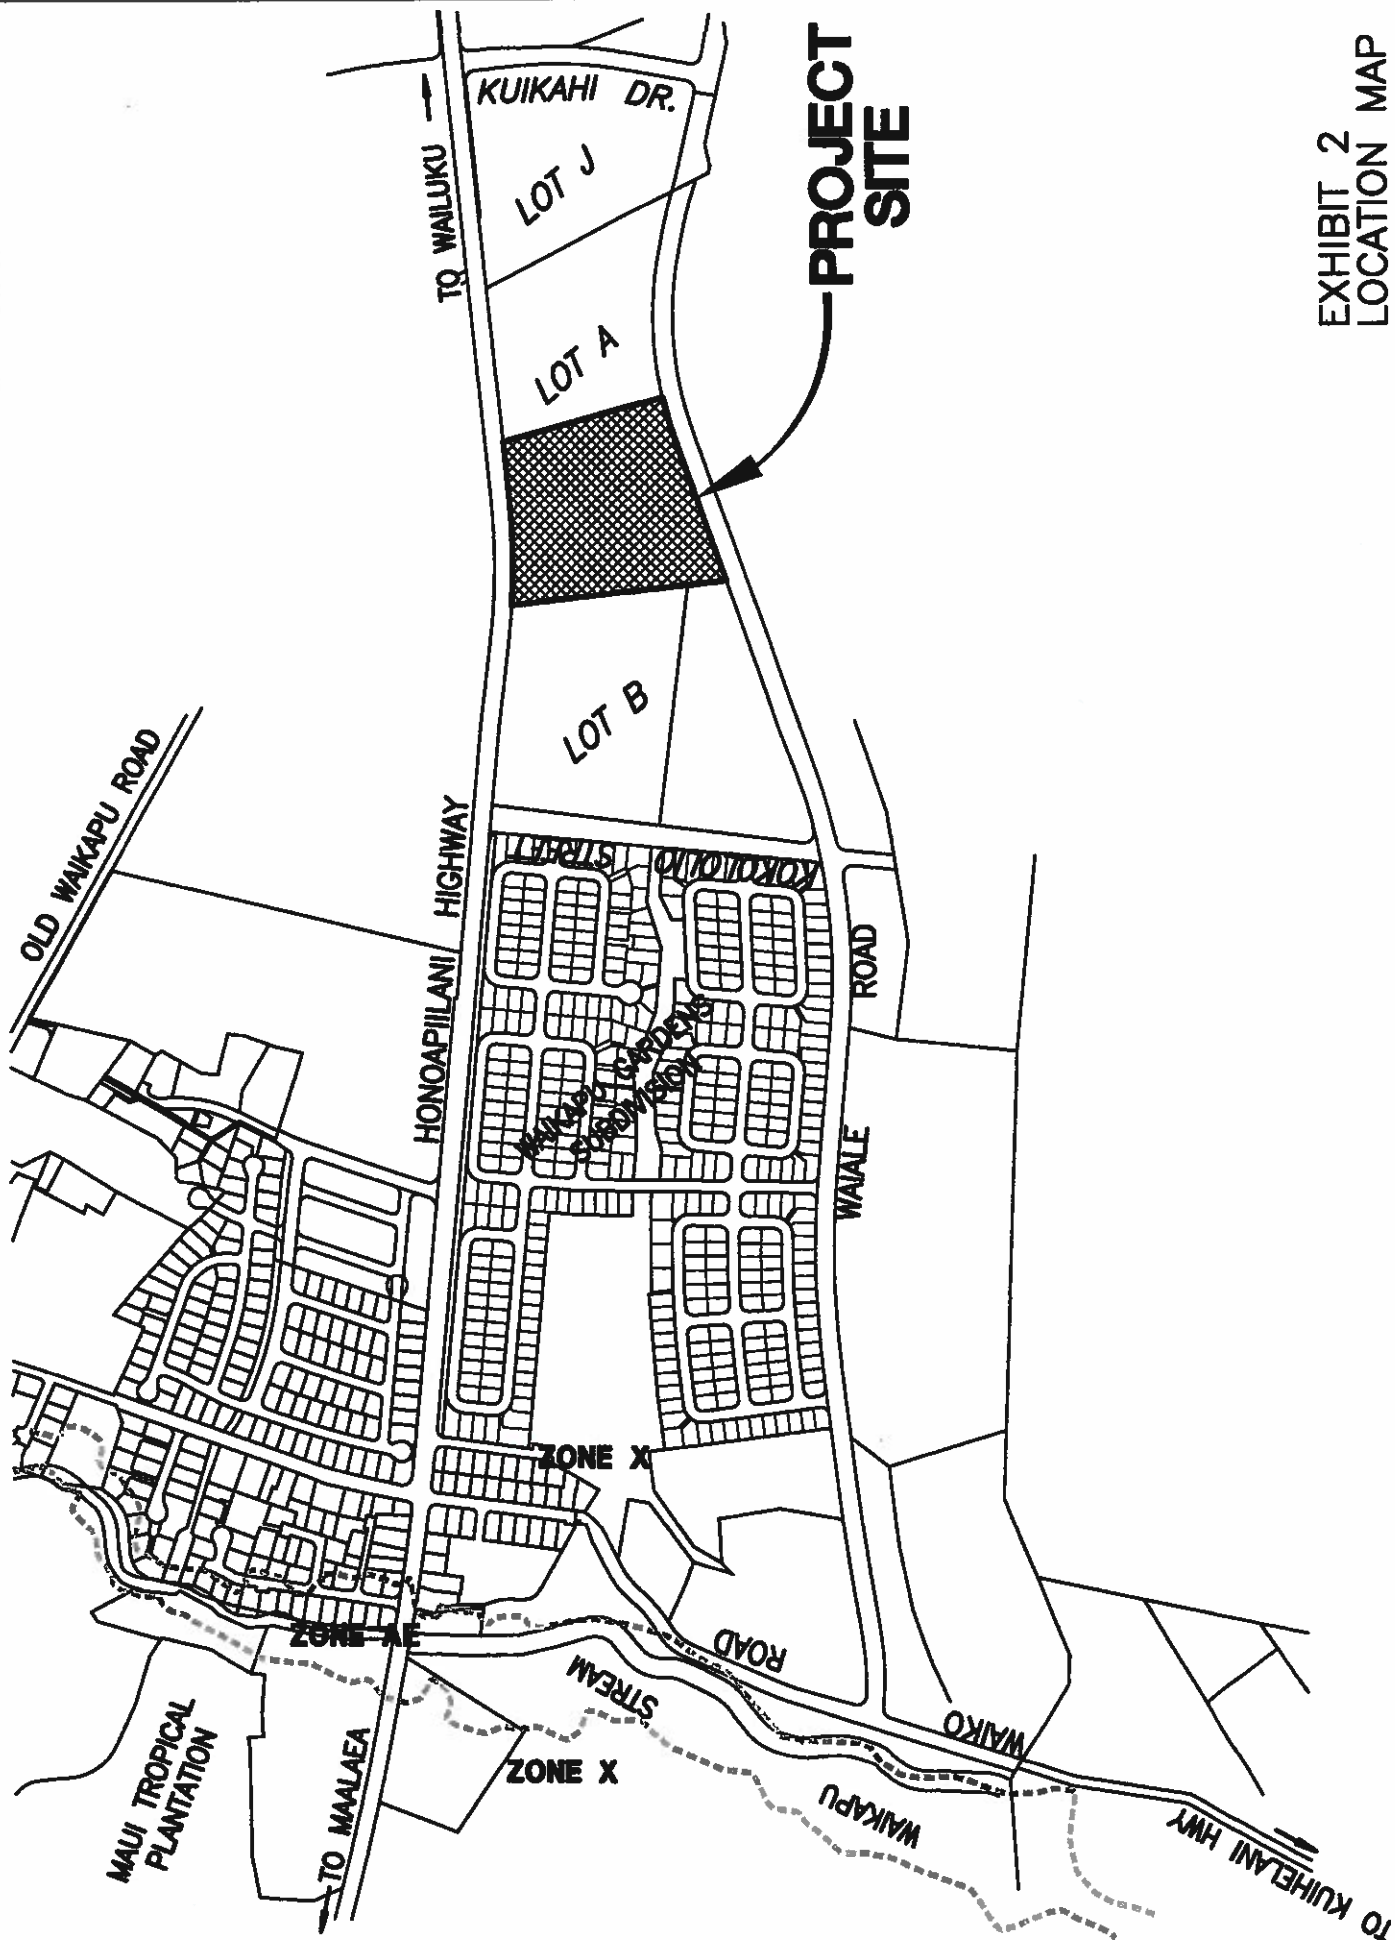 KUIKAHI DR.
TO WAILUKU
LOT J
PROJECT
SITE
EXHIBIT 2
LOCATION MAP
LOT A
LOT B
OLD WAIKAPU ROAD
HONOAPIILANI HIGHWAY
KOKOLOLIO STREET
WAIALE ROAD
WAIKAPU GARDENS
SUBDIVISION
ZONE X
ZONE AE
WAIKO ROAD
WAIKAPU STREAM
ZONE X
MAUI TROPICAL
PLANTATION
TO MAALAEA
TO KUIHELANI HWY